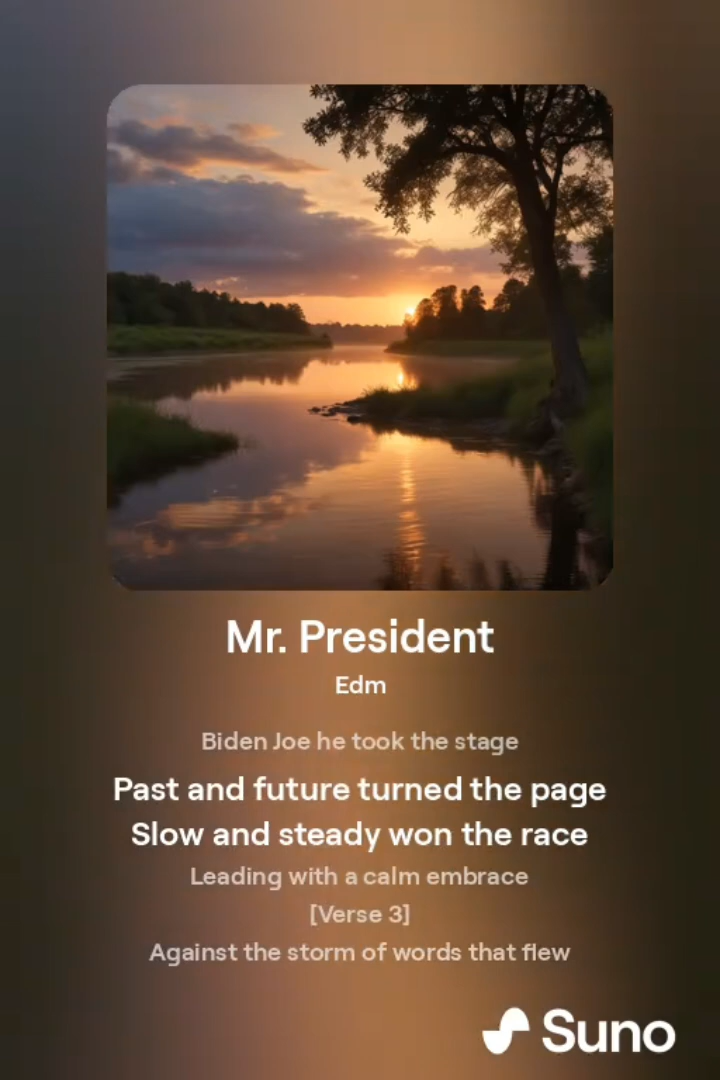 Mr. President
Edm
Biden Joe he took the stage
Past and future turned the page
Slow and steady won the race
Leading with a calm embrace
[Verse 3]
Against the storm of words that flew
Suno